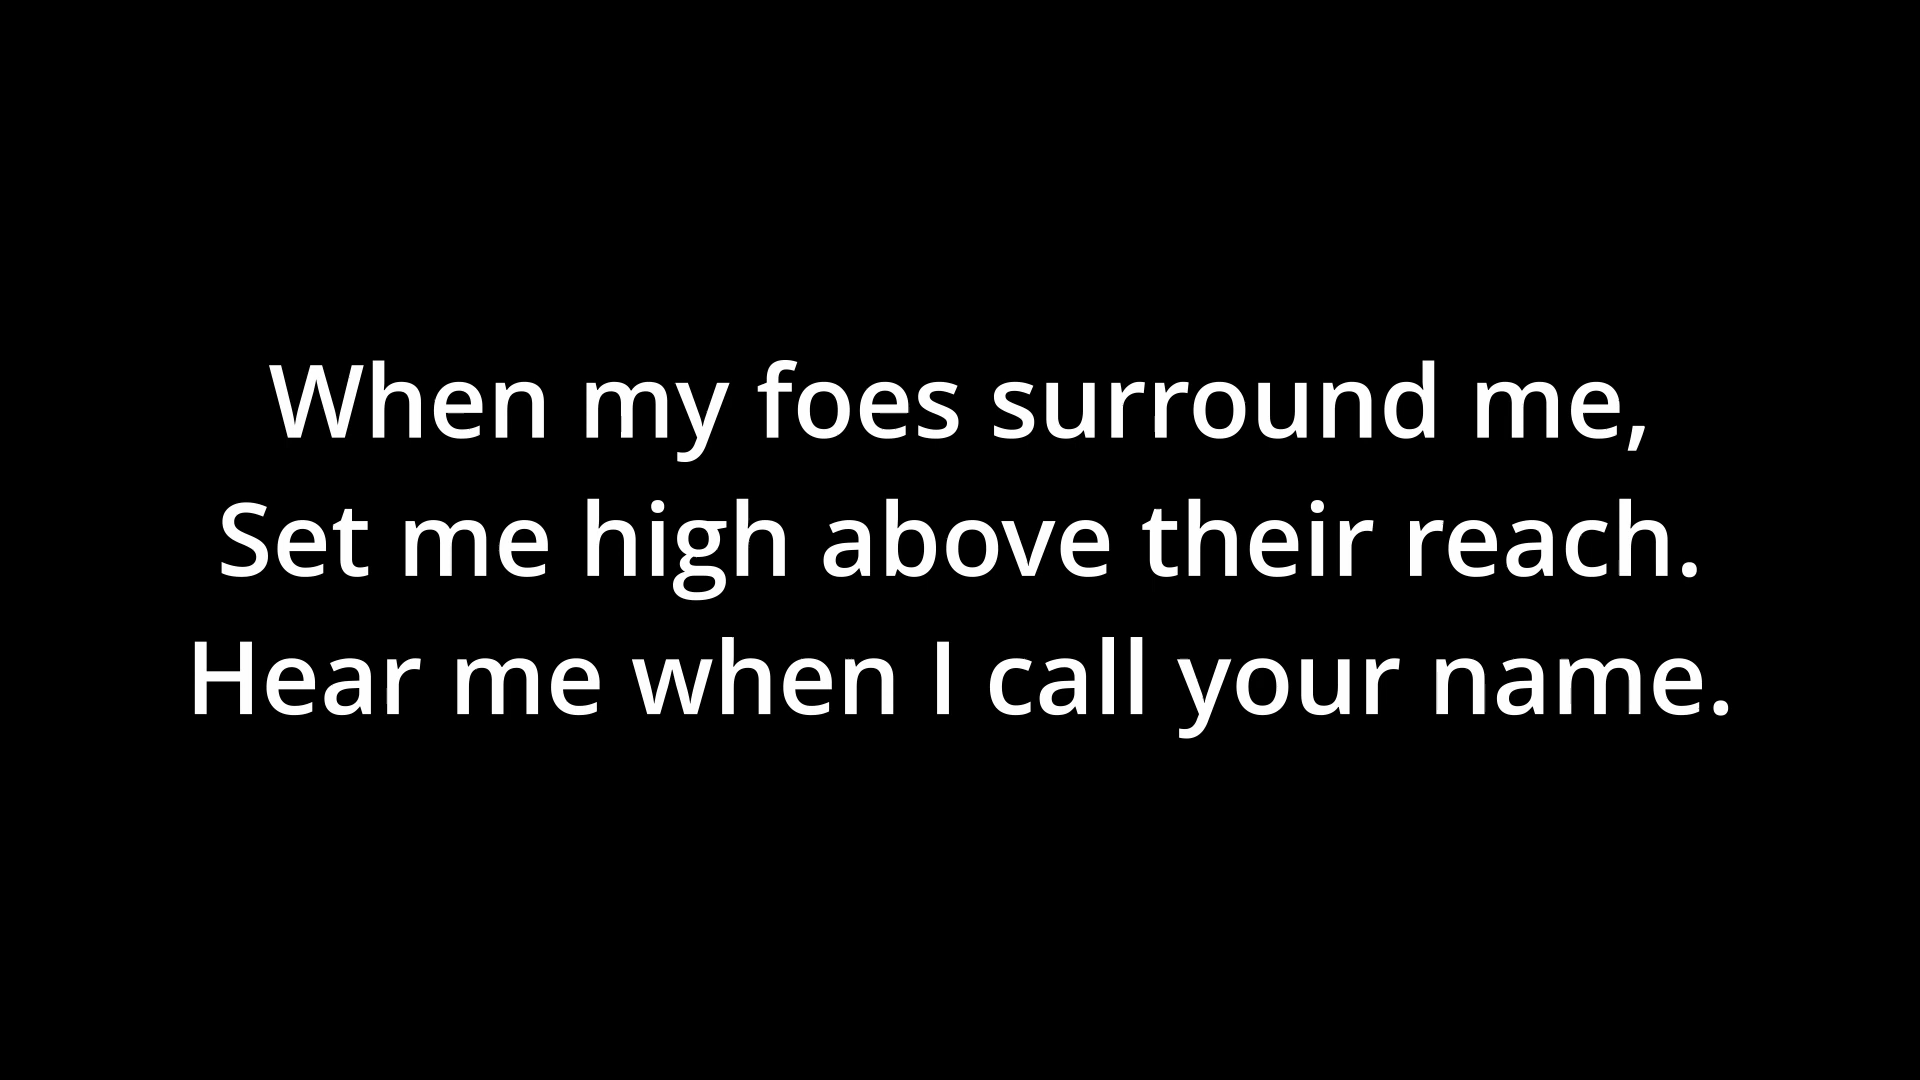 When my foes surround me,
Set me high above their reach.
Hear me when I call your name.